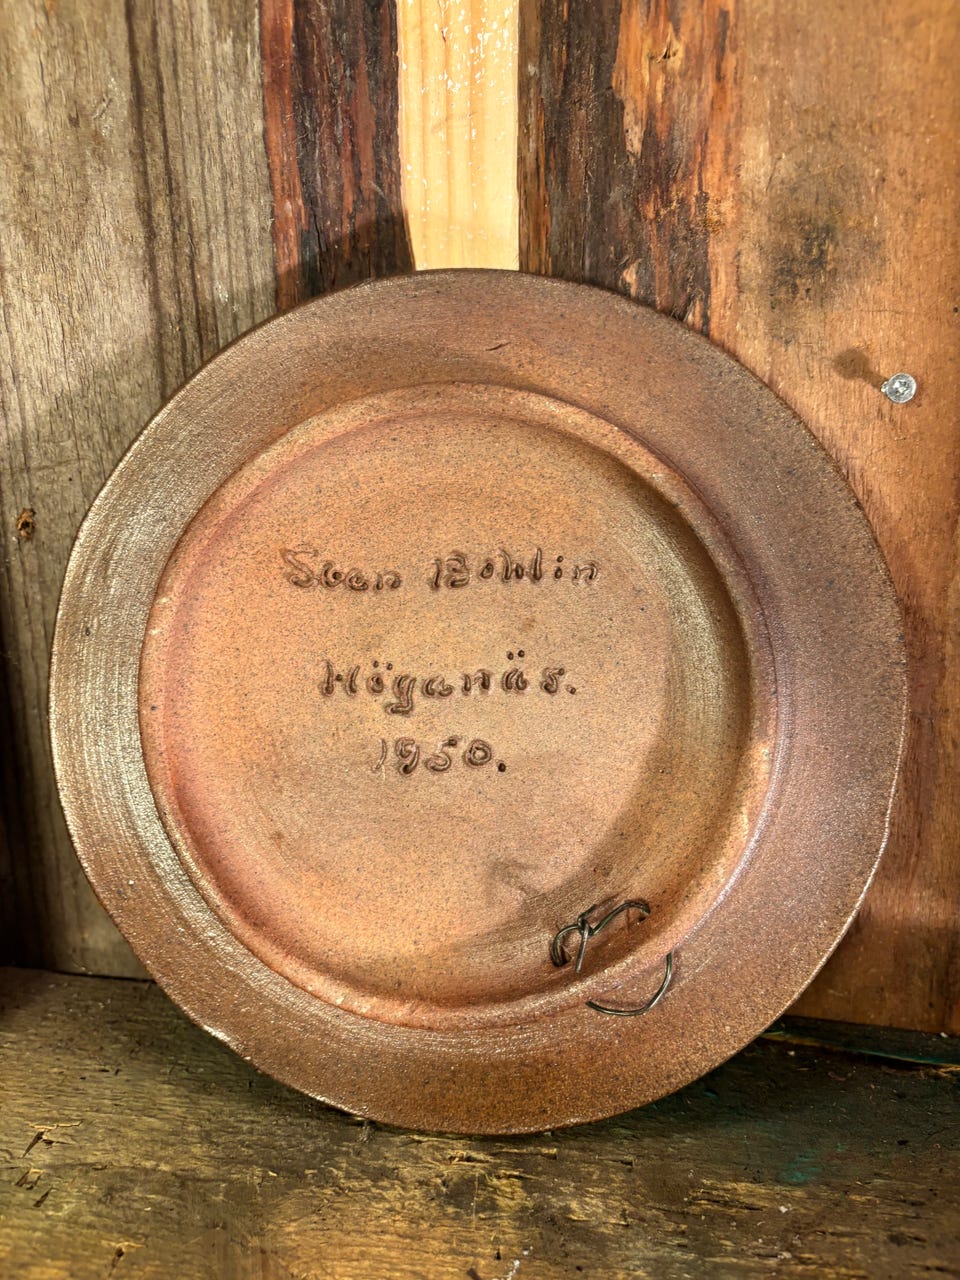 Sven Bohlin
Höganäs.
1950.